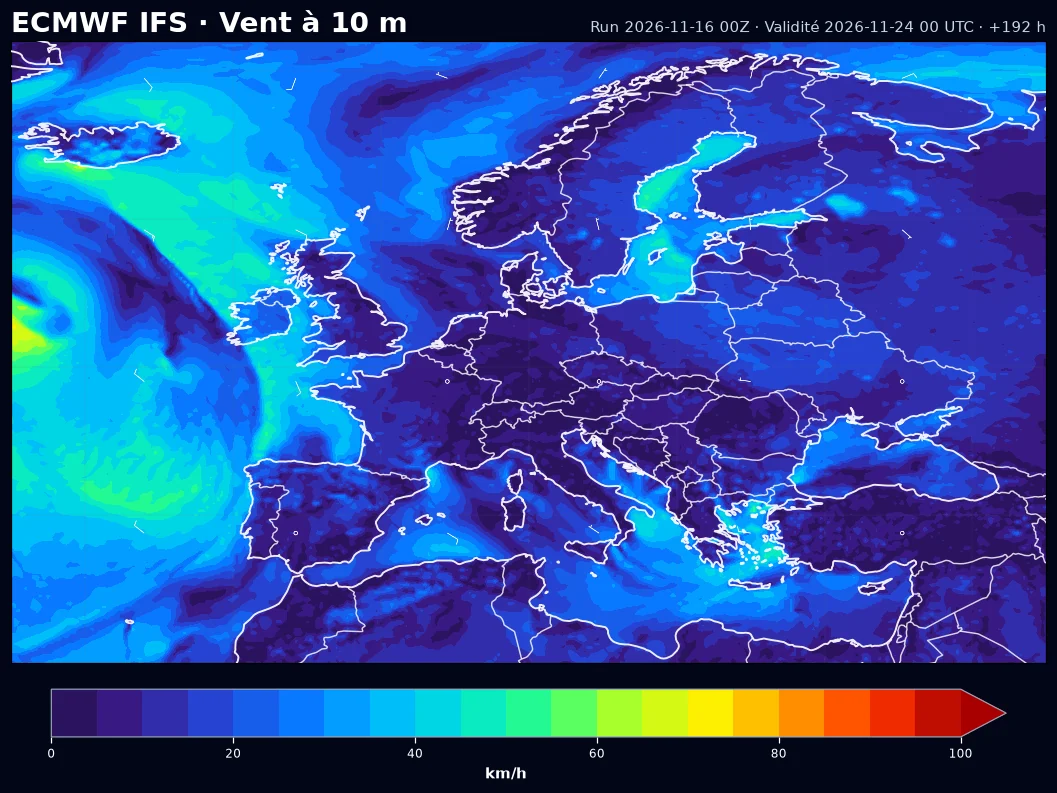 ECMWF IFS · Vent à 10 m
Run 2026-11-16 00Z · Validité 2026-11-24 00 UTC · +192 h
0 20 40 60 80 100
km/h